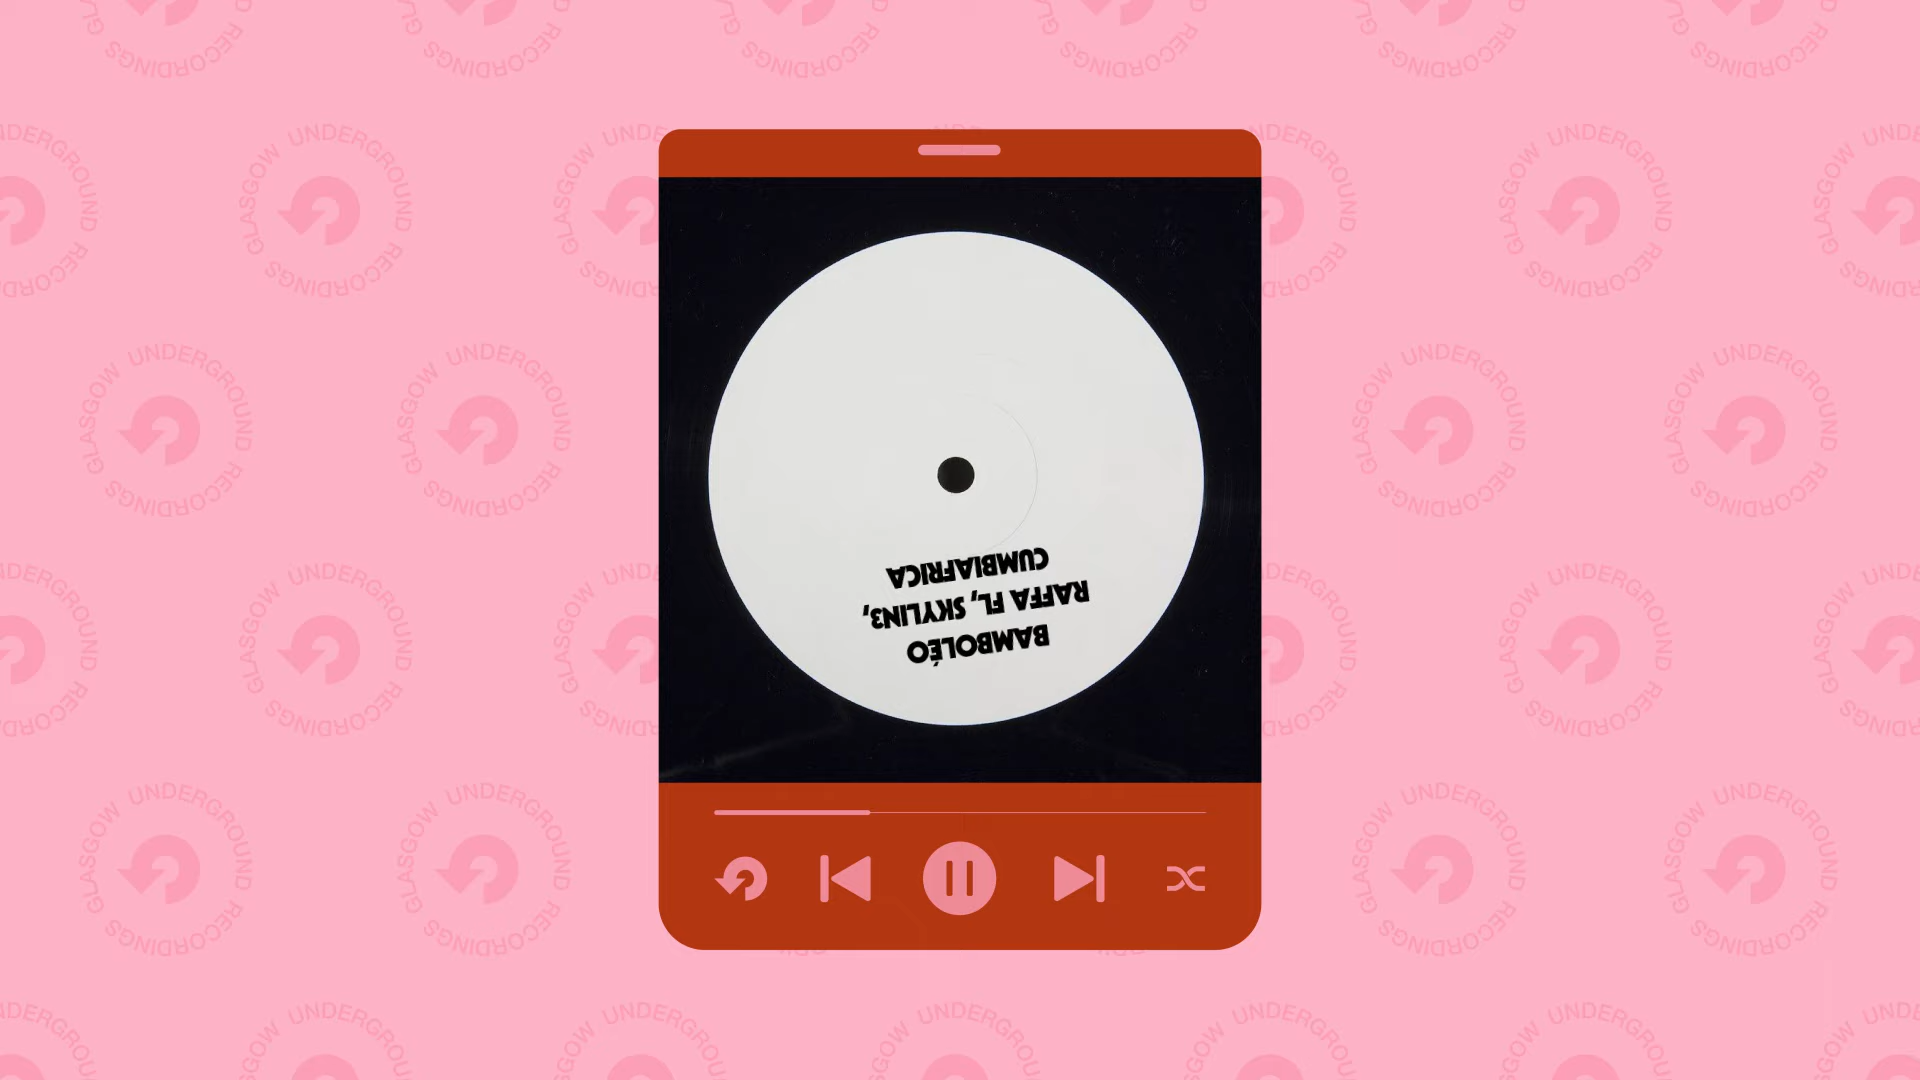 BAMBOLÉO
RAFFA FL, SKYLIN3,
CUMBIAFRICA
GLASGOW UNDERGROUND RECORDINGS